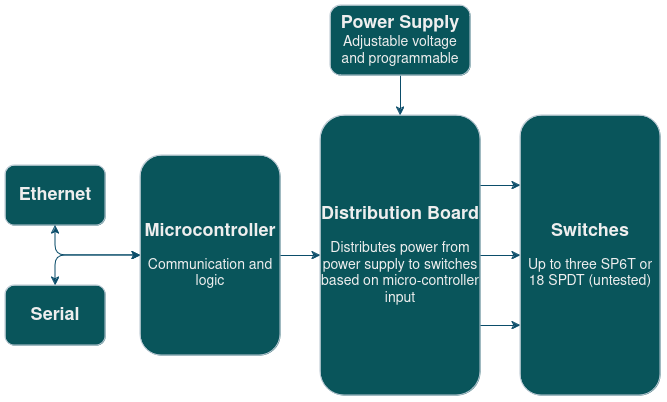 Power Supply
Adjustable voltage
and programmable
Ethernet
Serial
Microcontroller
Communication and
logic
Distribution Board
Distributes power from
power supply to switches
based on micro-controller
input
Switches
Up to three SP6T or
18 SPDT (untested)